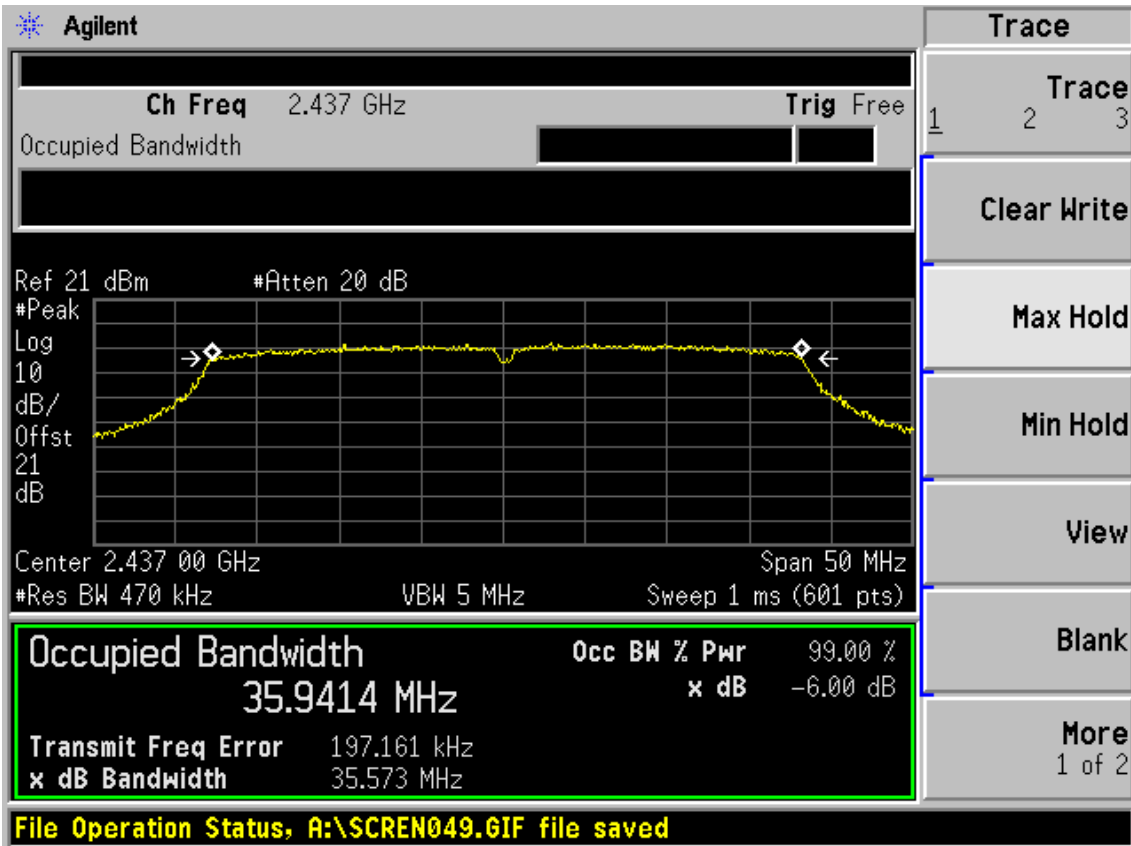 Agilent
Trace
Ch Freq 2.437 GHz Trig Free
Occupied Bandwidth
Trace
1 2 3
Clear Write
Max Hold
Min Hold
View
Blank
More
1 of 2
Ref 21 dBm #Atten 20 dB
#Peak
Log
10
dB/
Offst
21
dB
Center 2.437 00 GHz Span 50 MHz
#Res BW 470 kHz VBW 5 MHz Sweep 1 ms (601 pts)
Occupied Bandwidth Occ BW % Pwr 99.00 %
35.9414 MHz x dB -6.00 dB
Transmit Freq Error 197.161 kHz
x dB Bandwidth 35.573 MHz
File Operation Status, A:\SCREN049.GIF file saved